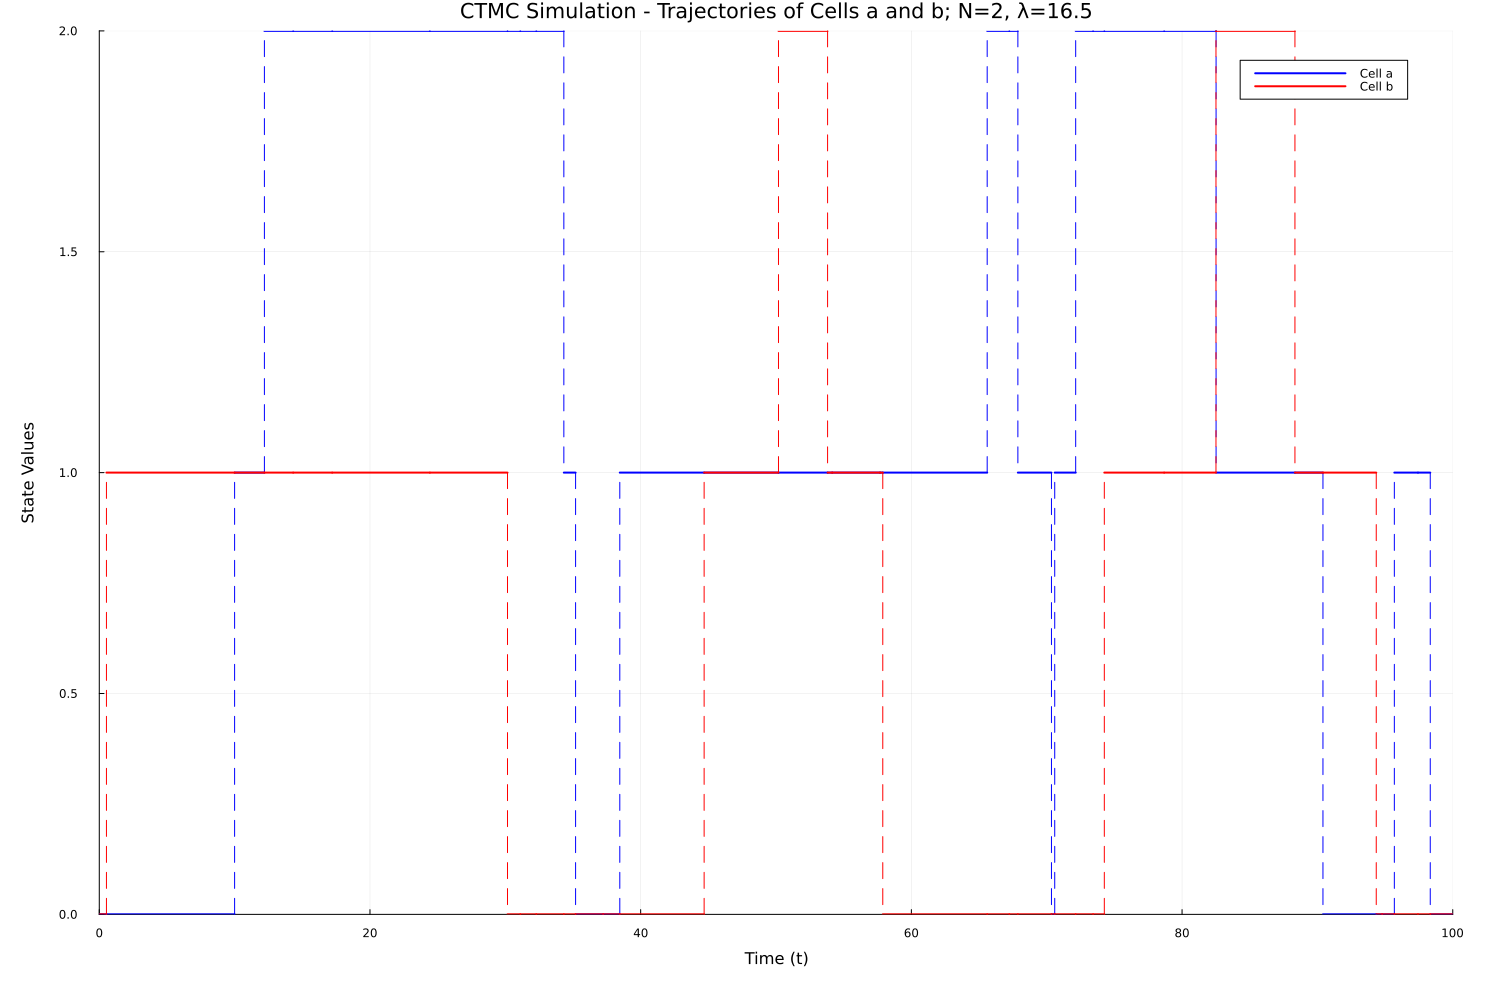 CTMC Simulation - Trajectories of Cells a and b; N=2, λ=16.5
2.0
Cell a
Cell b
1.5
1.0
State Values
0.5
0.0
0 20 40 60 80 100
Time (t)